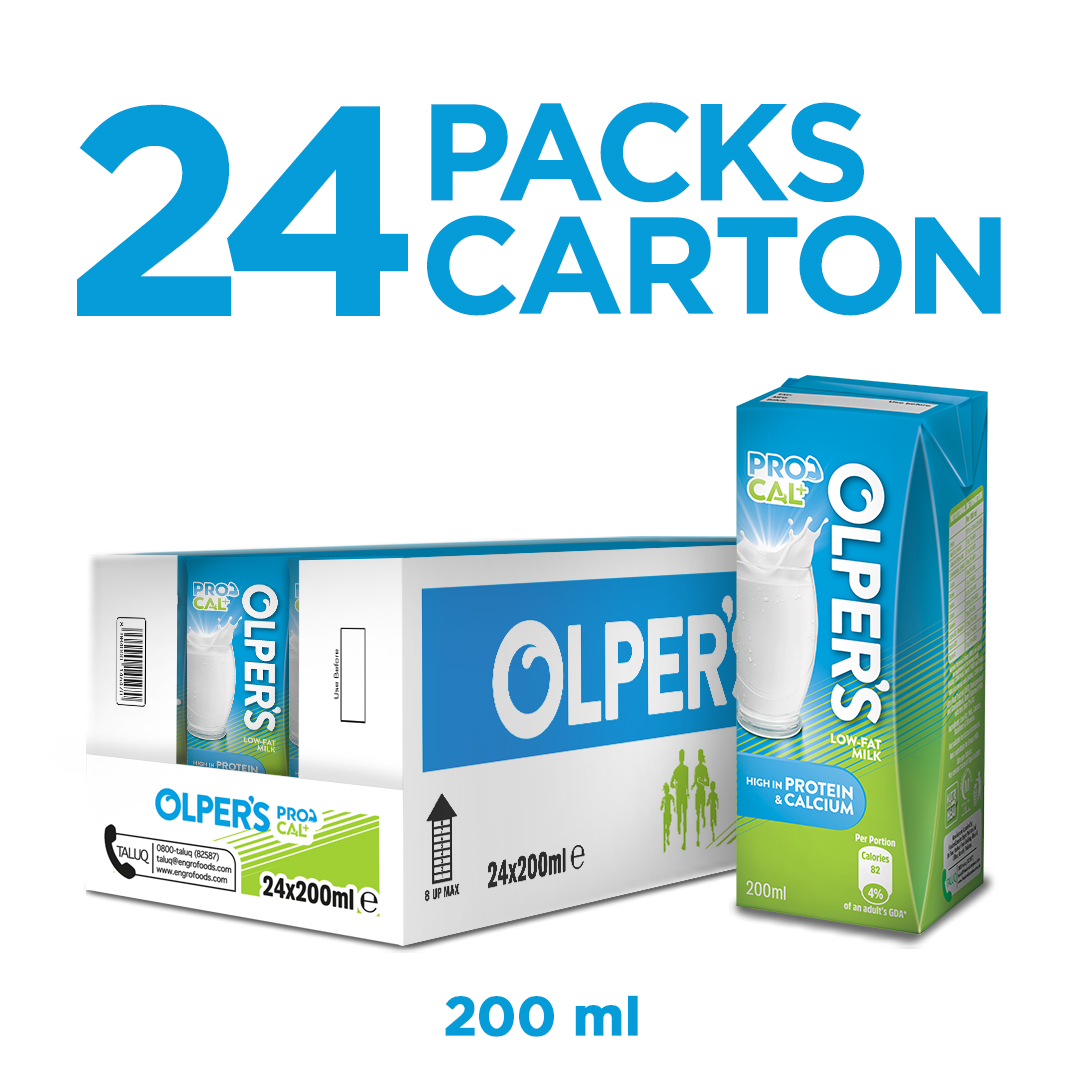 24 PACKS
CARTON
PRO
CAL+
OLPER'S
LOW-FAT
MILK
HIGH IN PROTEIN
& CALCIUM
Per Portion
Calories
82
4%
of an adult's GDA*
200ml
Use Before
PRO
CAL+
OLPER'S
LOW-FAT
MILK
HIGH IN PROTEIN
Use Before
OLPER'S
OLPER'S PRO
CAL+
TALUQ
0800-taluq (82587)
taluq@engrofoods.com
www.engrofoods.com
24x200ml e
8 UP MAX
24x200ml e
200 ml